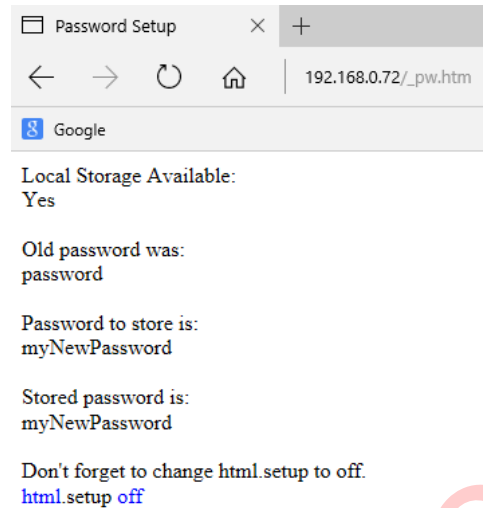 Password Setup
192.168.0.72/_pw.htm
8 Google
Local Storage Available:
Yes
Old password was:
password
Password to store is:
myNewPassword
Stored password is:
myNewPassword
Don't forget to change html.setup to off.
html.setup off